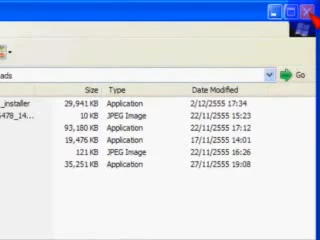 ads
Go
Size Type Date Modified
_installer 29,941 KB Application 2/12/2555 17:34
5478_14... 10 KB JPEG Image 22/11/2555 15:23
93,180 KB Application 22/11/2555 17:12
19,476 KB Application 17/11/2555 14:01
121 KB JPEG Image 22/11/2555 16:26
35,251 KB Application 27/11/2555 19:08